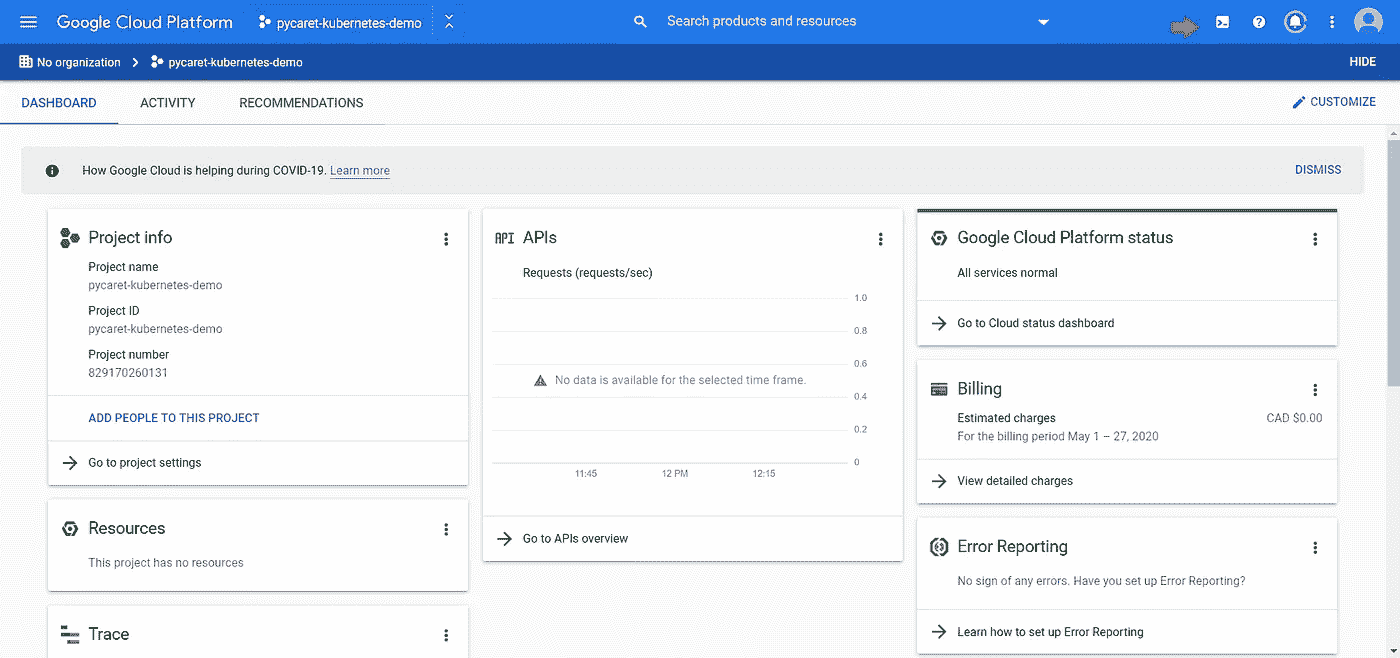 Google Cloud Platform
pycaret-kubernetes-demo
Search products and resources
No organization
pycaret-kubernetes-demo
HIDE
DASHBOARD
ACTIVITY
RECOMMENDATIONS
CUSTOMIZE
How Google Cloud is helping during COVID-19. Learn more
DISMISS
Project info
Project name
pycaret-kubernetes-demo
Project ID
pycaret-kubernetes-demo
Project number
829170260131
ADD PEOPLE TO THIS PROJECT
Go to project settings
Resources
This project has no resources
Trace
API APIs
Requests (requests/sec)
1.0
0.8
0.6
No data is available for the selected time frame.
0.4
0.2
0
11:45
12 PM
12:15
Go to APIs overview
Google Cloud Platform status
All services normal
Go to Cloud status dashboard
Billing
Estimated charges
CAD $0.00
For the billing period May 1 – 27, 2020
View detailed charges
Error Reporting
No sign of any errors. Have you set up Error Reporting?
Learn how to set up Error Reporting